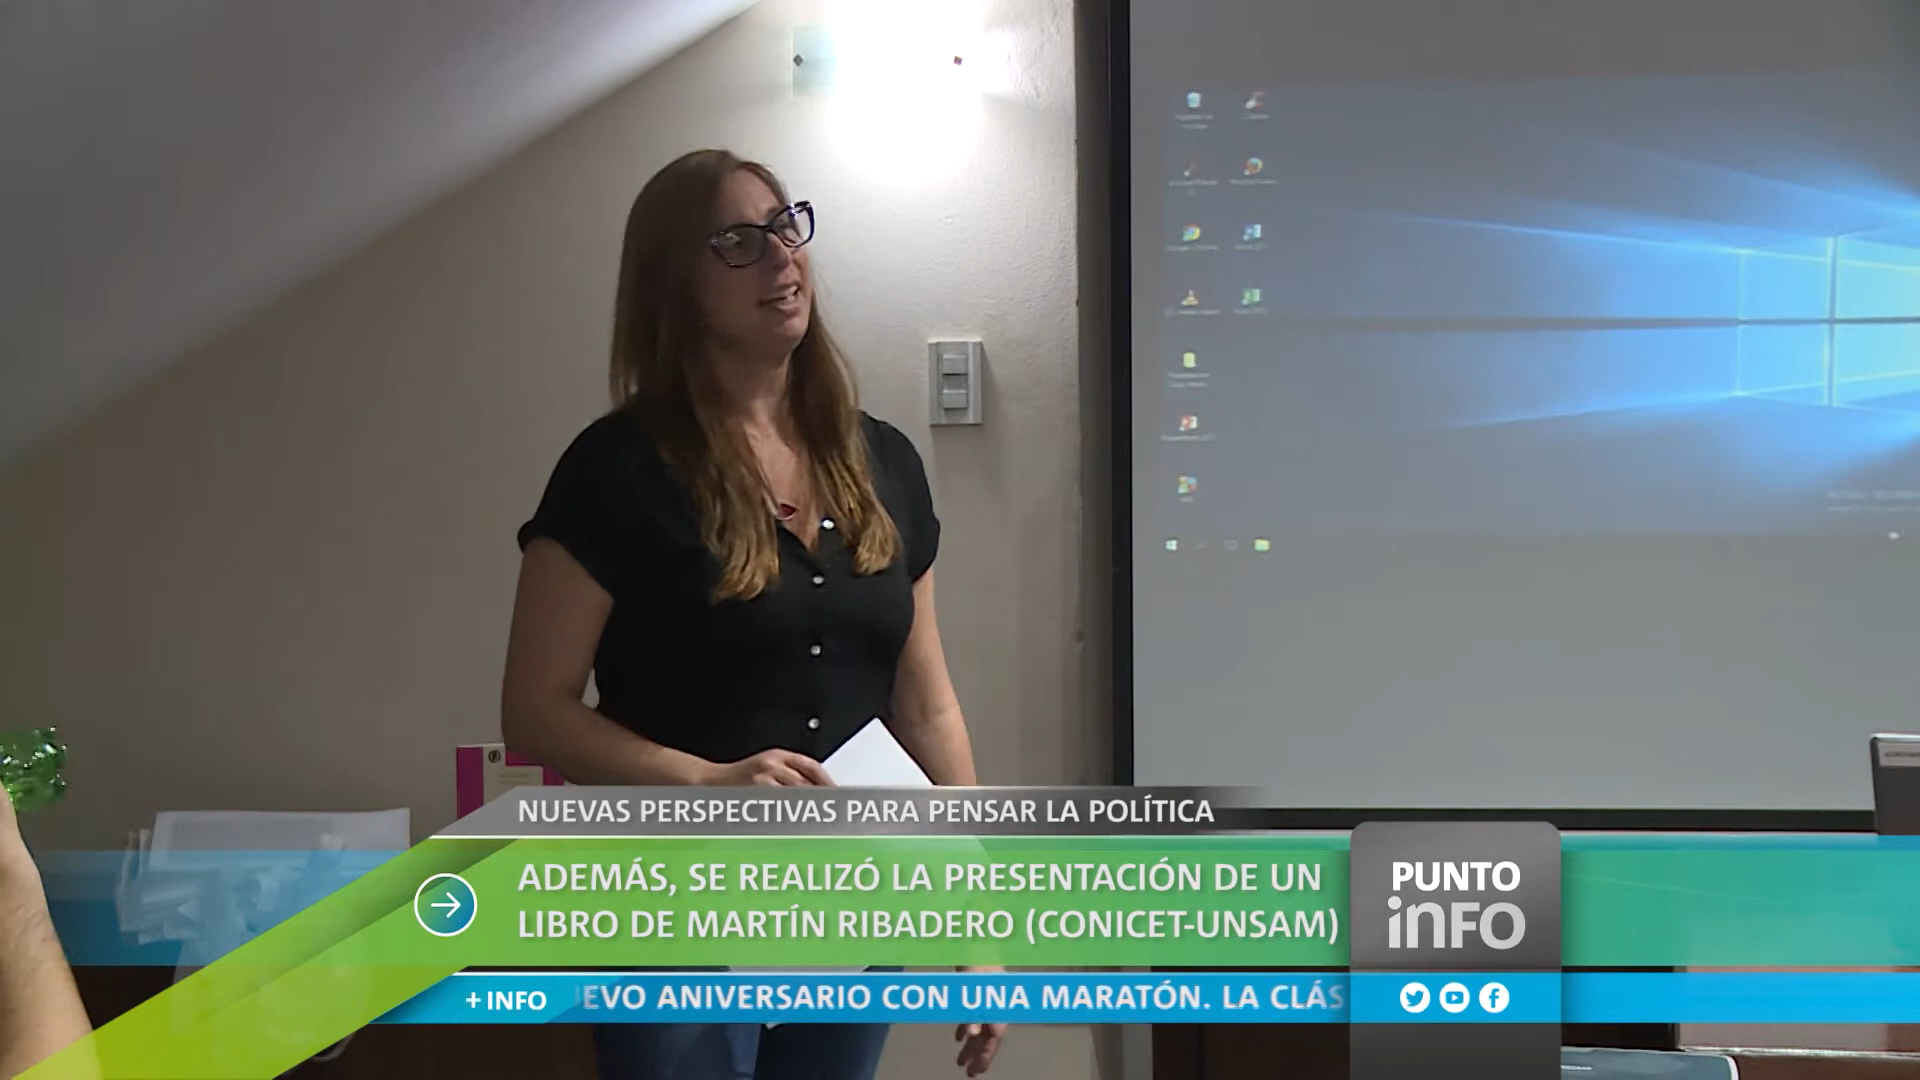 NUEVAS PERSPECTIVAS PARA PENSAR LA POLÍTICA
ADEMÁS, SE REALIZÓ LA PRESENTACIÓN DE UN
LIBRO DE MARTÍN RIBADERO (CONICET-UNSAM)
PUNTO
inFO
+ INFO
EVO ANIVERSARIO CON UNA MARATÓN. LA CLÁS